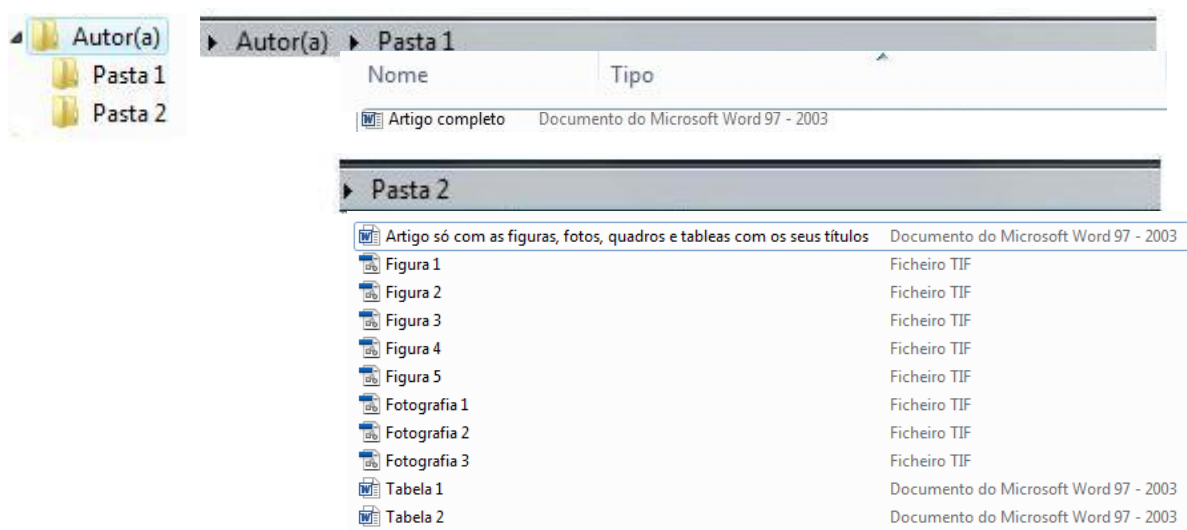 Autor(a)
Pasta 1
Pasta 2
Autor(a) Pasta 1
Nome Tipo
Artigo completo Documento do Microsoft Word 97 - 2003
Pasta 2
Artigo só com as figuras, fotos, quadros e tableas com os seus títulos Documento do Microsoft Word 97 - 2003
Figura 1 Ficheiro TIF
Figura 2 Ficheiro TIF
Figura 3 Ficheiro TIF
Figura 4 Ficheiro TIF
Figura 5 Ficheiro TIF
Fotografia 1 Ficheiro TIF
Fotografia 2 Ficheiro TIF
Fotografia 3 Ficheiro TIF
Tabela 1 Documento do Microsoft Word 97 - 2003
Tabela 2 Documento do Microsoft Word 97 - 2003